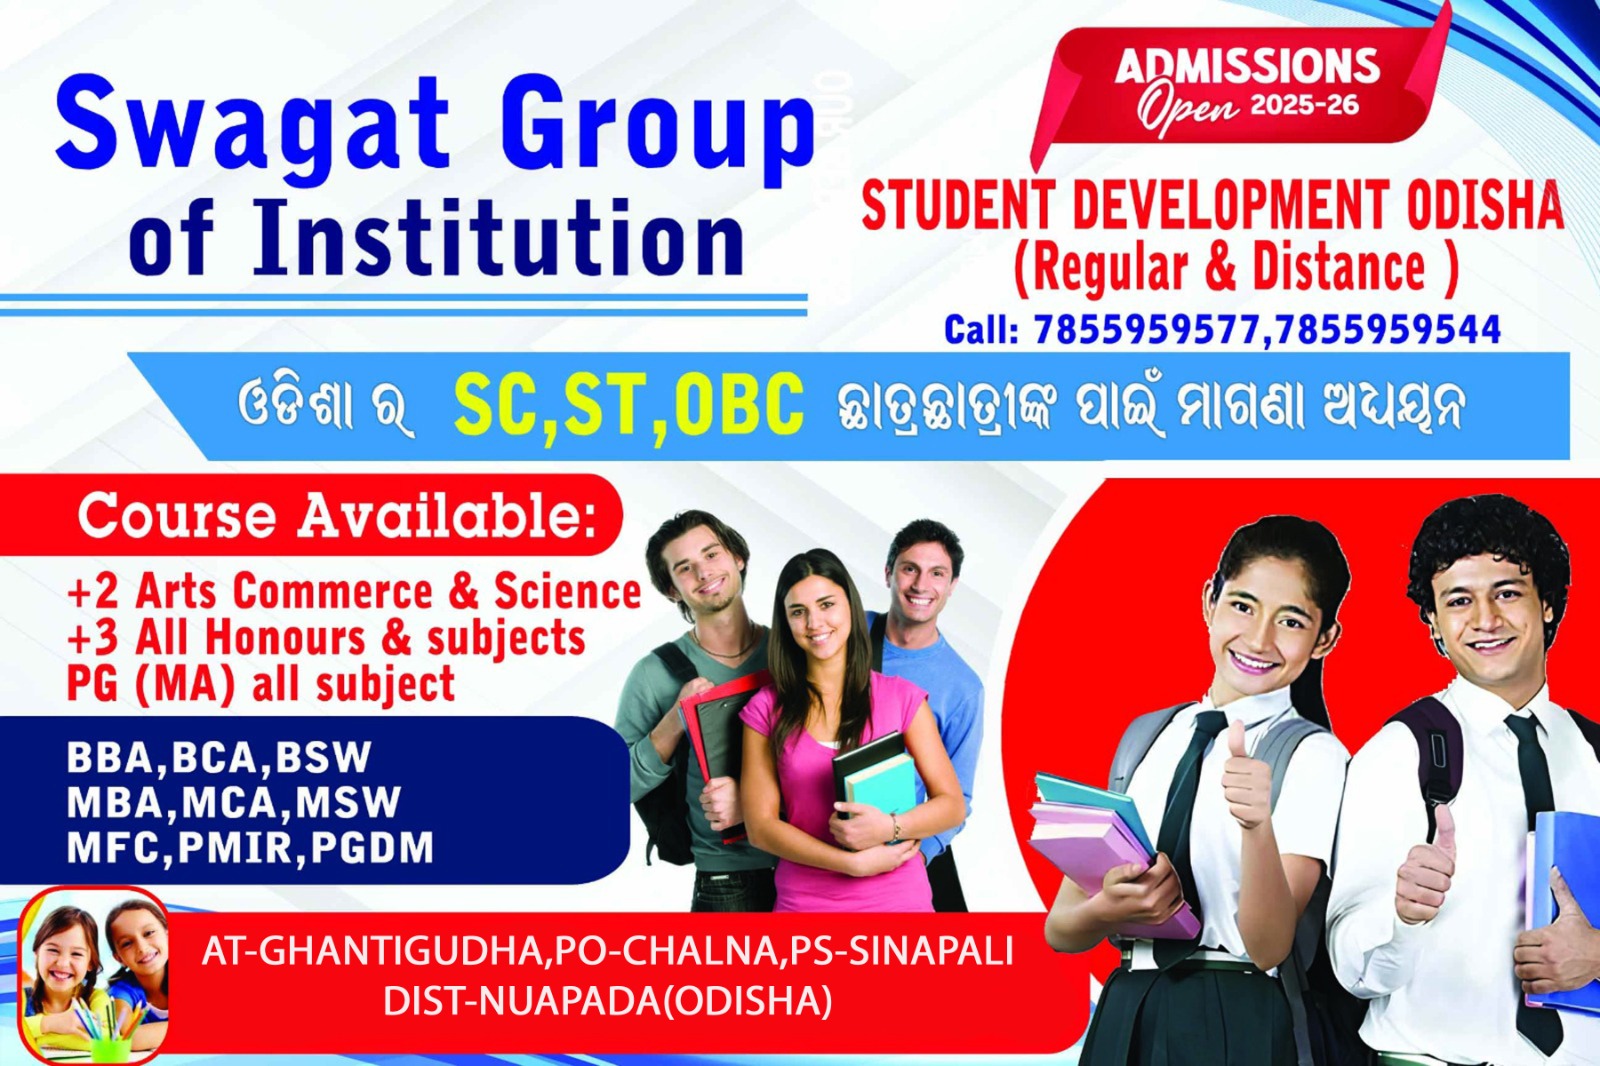 Swagat Group
of Institution
ADMISSIONS
Open 2025-26
STUDENT DEVELOPMENT ODISHA
(Regular & Distance )
Call: 7855959577,7855959544
ଓଡିଶା ର SC,ST,OBC ଛାତ୍ରଛାତ୍ରୀଙ୍କ ପାଇଁ ମାଗଣା ଅଧ୍ୟୟନ
Course Available:
+2 Arts Commerce & Science
+3 All Honours & subjects
PG (MA) all subject
BBA,BCA,BSW
MBA,MCA,MSW
MFC,PMIR,PGDM
AT-GHANTIGUDHA,PO-CHALNA,PS-SINAPALI
DIST-NUAPADA(ODISHA)